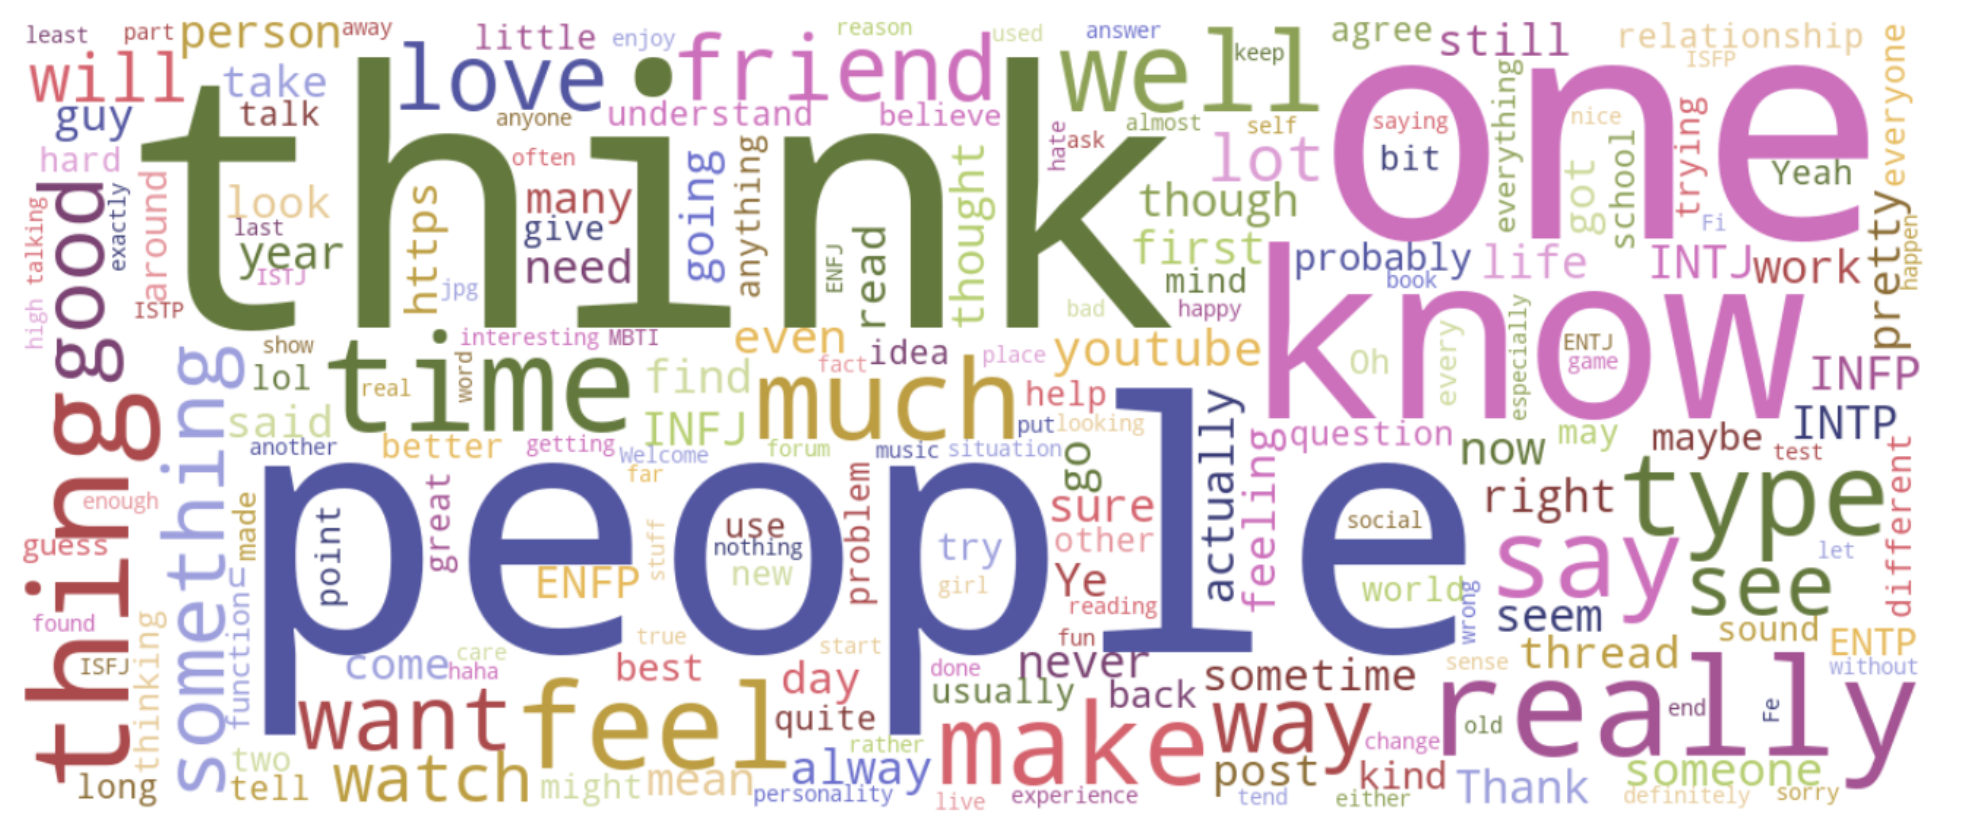 least
part
person
away
little
enjoy
reason
used
answer
agree
still
relationship
will
take
love
friend
well
keep
ISFP
everyone
guy
talk
think
anyone
understand
believe
almost
self
one
saying
bit
everything
nice
got
school
trying
Fi
Yeah
hard
often
hate
ask
lot
good
exactly
around
look
last
year
ISTJ
https
jpg
many
give
need
going
anything
ENFJ
read
thought
though
first
mind
bad
happy
probably
book
life
INTJ
work
pretty
happen
talking
high
ISTP
know
every
Oh
especially
ENTJ
game
INFP
INTP
something
show
lol
time
real
word
interesting
MBTI
even
fact
idea
place
youtube
find
much
help
said
INFJ
put
looking
another
better
getting
Welcome
forum
music
situation
actually
feeling
question
now
may
maybe
test
different
thing
enough
guess
made
people
point
great
far
stuff
ENFP
use
nothing
new
problem
try
girl
go
sure
other
Ye
reading
social
world
wrong
right
type
say
see
let
seem
sound
ENTP
without
found
ISFJ
thinking
function
come
care
haha
true
best
start
day
done
fun
never
usually
back
sometime
sense
thread
really
old
end
Fe
want
feel
quite
make
way
change
two
long
tell
watch
might
mean
rather
alway
personality
live
experience
post
tend
kind
either
Thank
someone
definitely
sorry